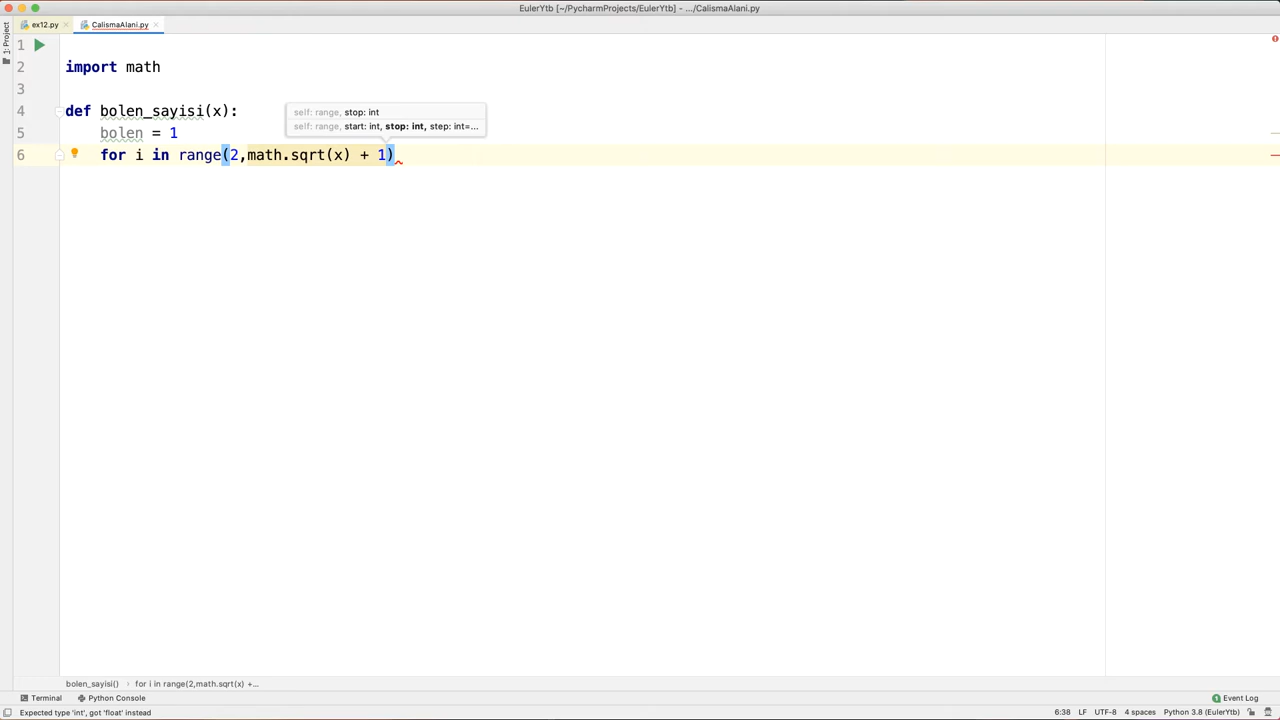 EulerYtb [~/PycharmProjects/EulerYtb] - .../CalismaAlani.py
ex12.py
CalismaAlani.py
1: Project
1
2 import math
3
4 def bolen_sayisi(x):
self: range, stop: int
self: range, start: int, stop: int, step: int=...
5 bolen = 1
6 for i in range(2,math.sqrt(x) + 1)
bolen_sayisi()
for i in range(2,math.sqrt(x) +...
Terminal
Python Console
1 Event Log
Expected type 'int', got 'float' instead
6:38 LF UTF-8 4 spaces Python 3.8 (EulerYtb)